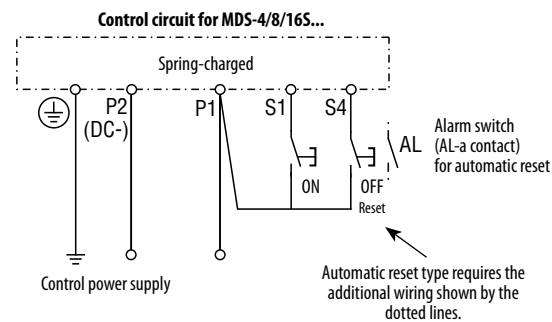 Control circuit for MDS-4/8/16S...
Spring-charged
P2
(DC-)
P1
S1
S4
AL
Alarm switch
(AL-a contact)
for automatic reset
ON
OFF
Reset
Control power supply
Automatic reset type requires the
additional wiring shown by the
dotted lines.